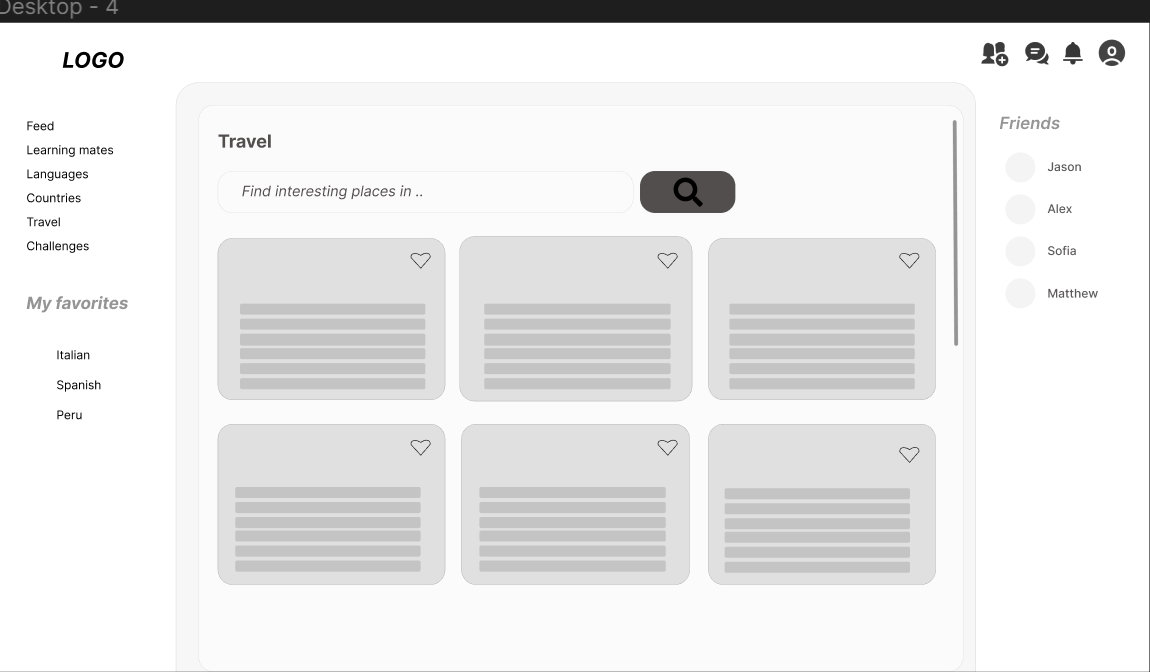 Desktop - 4
LOGO
Feed
Learning mates
Languages
Countries
Travel
Challenges
My favorites
Italian
Spanish
Peru
Travel
Find interesting places in ..
Friends
Jason
Alex
Sofia
Matthew